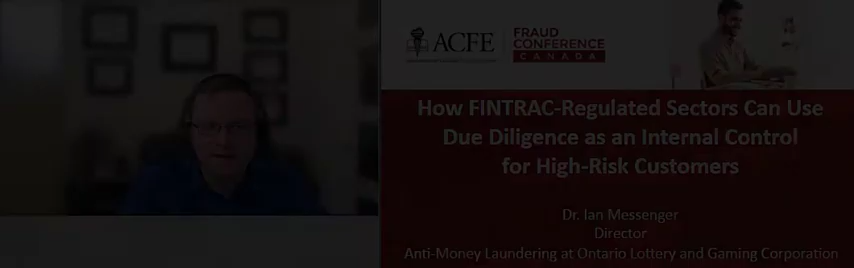 ACFE
FRAUD
CONFERENCE
CANADA
How FINTRAC-Regulated Sectors Can Use
Due Diligence as an Internal Control
for High-Risk Customers
Dr. Ian Messenger
Director
Anti-Money Laundering at Ontario Lottery and Gaming Corporation